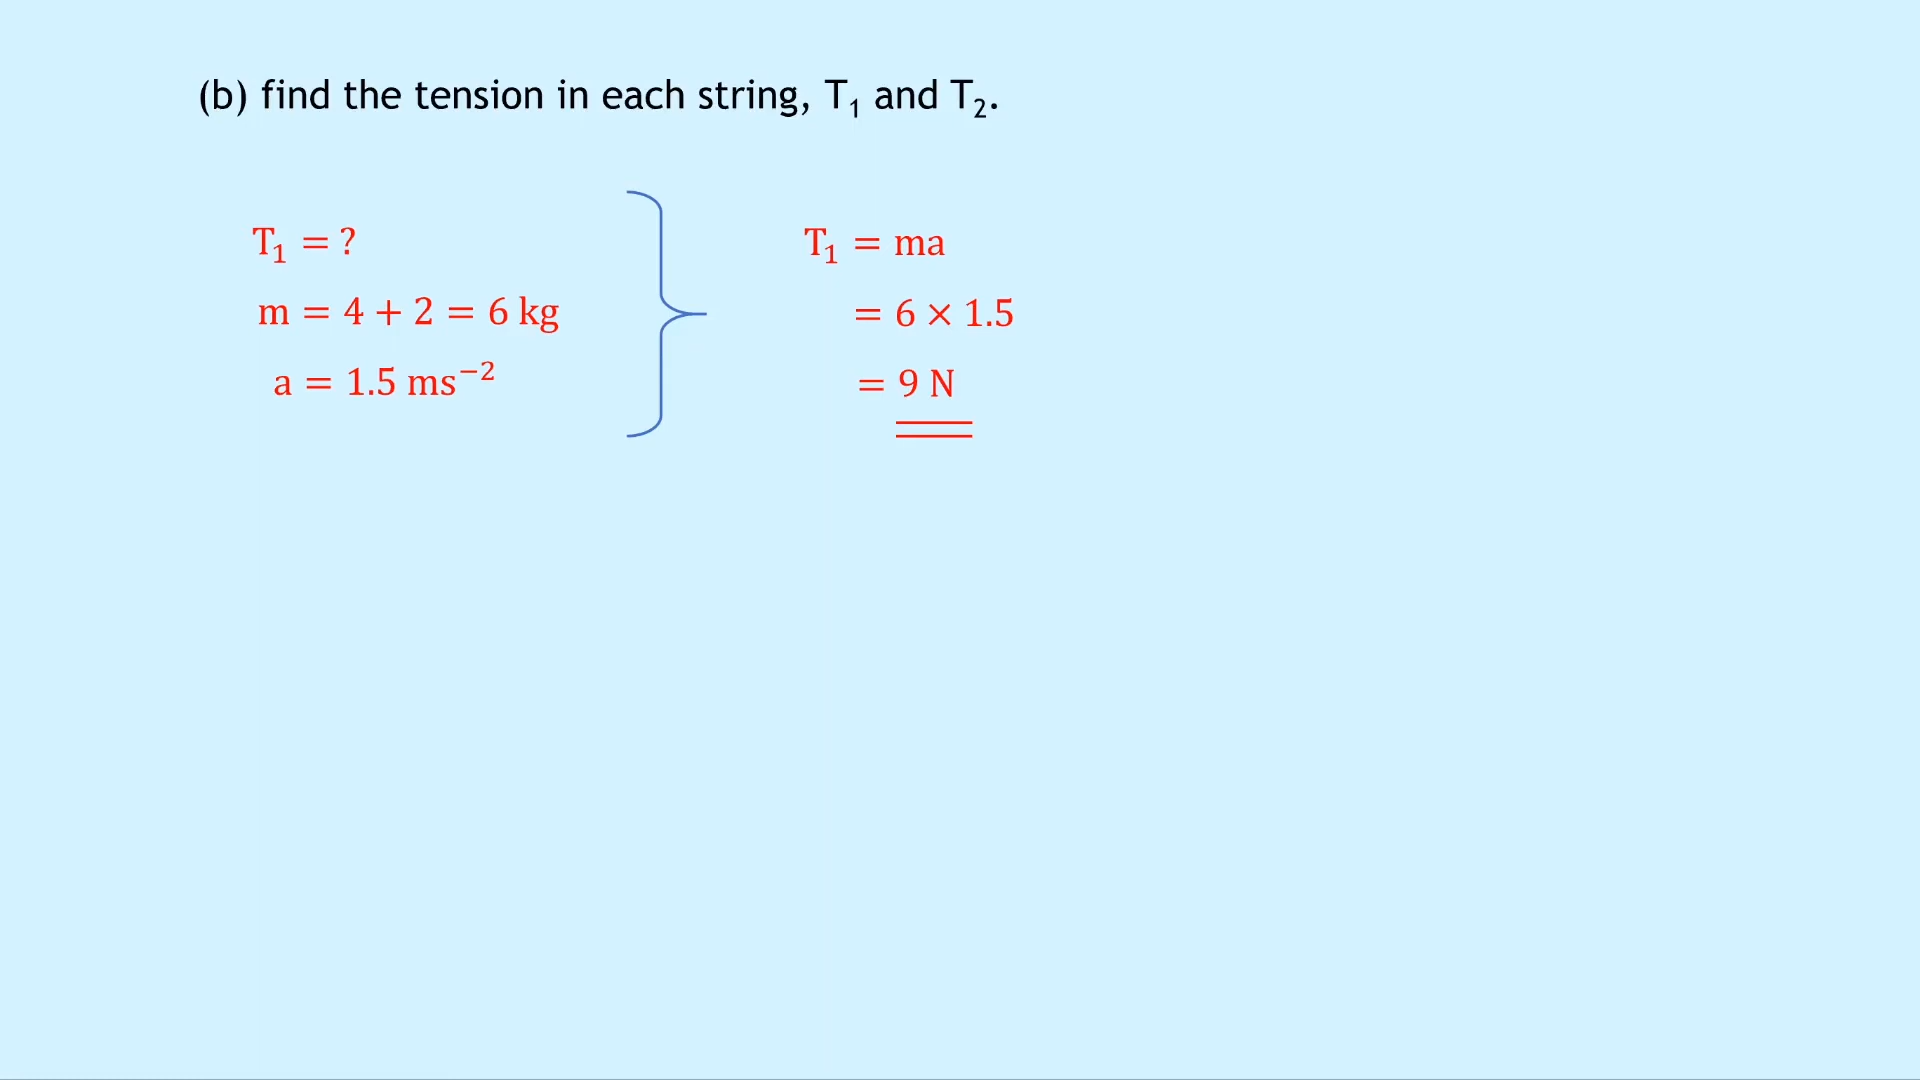 (b) find the tension in each string, T₁ and T₂.
T₁ = ?
m = 4 + 2 = 6 kg
a = 1.5 ms⁻²
T₁ = ma
= 6 × 1.5
= 9 N